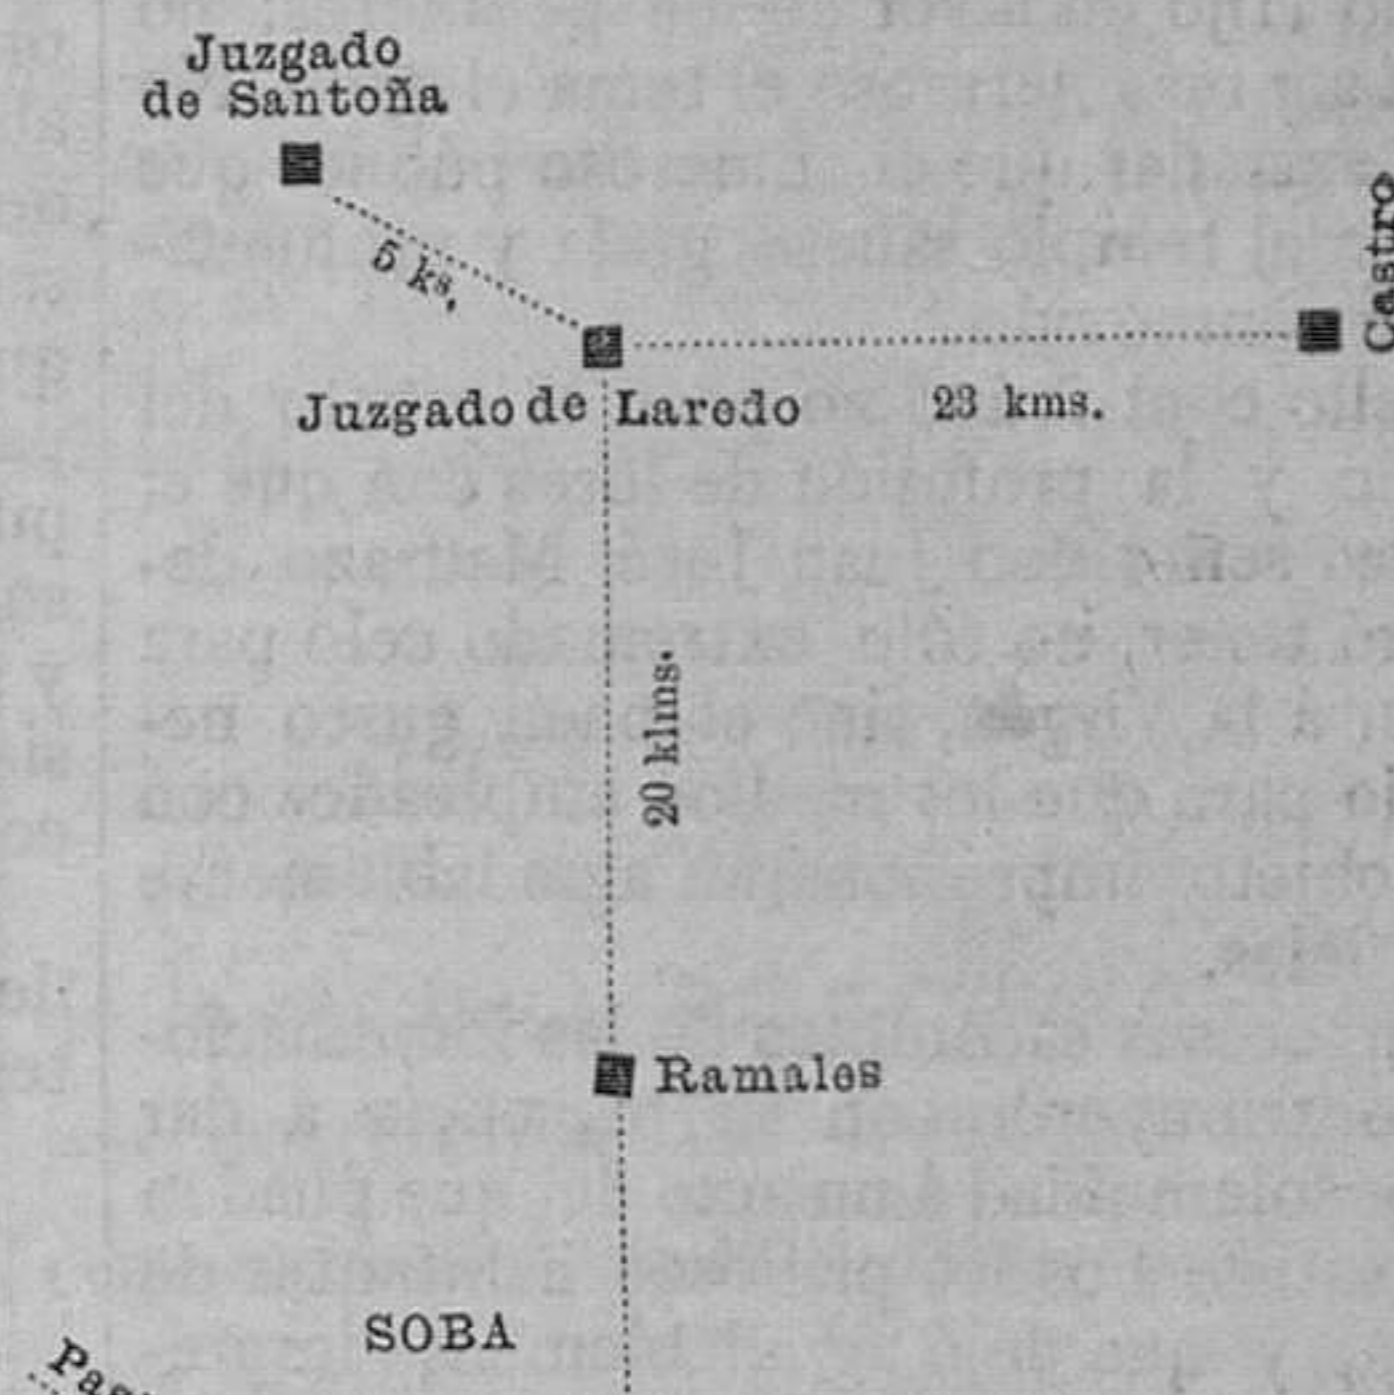 Juzgado
de Santoña
5 ks.
Castro
Juzgado de Laredo
23 kms.
20 klms.
Ramales
SOBA